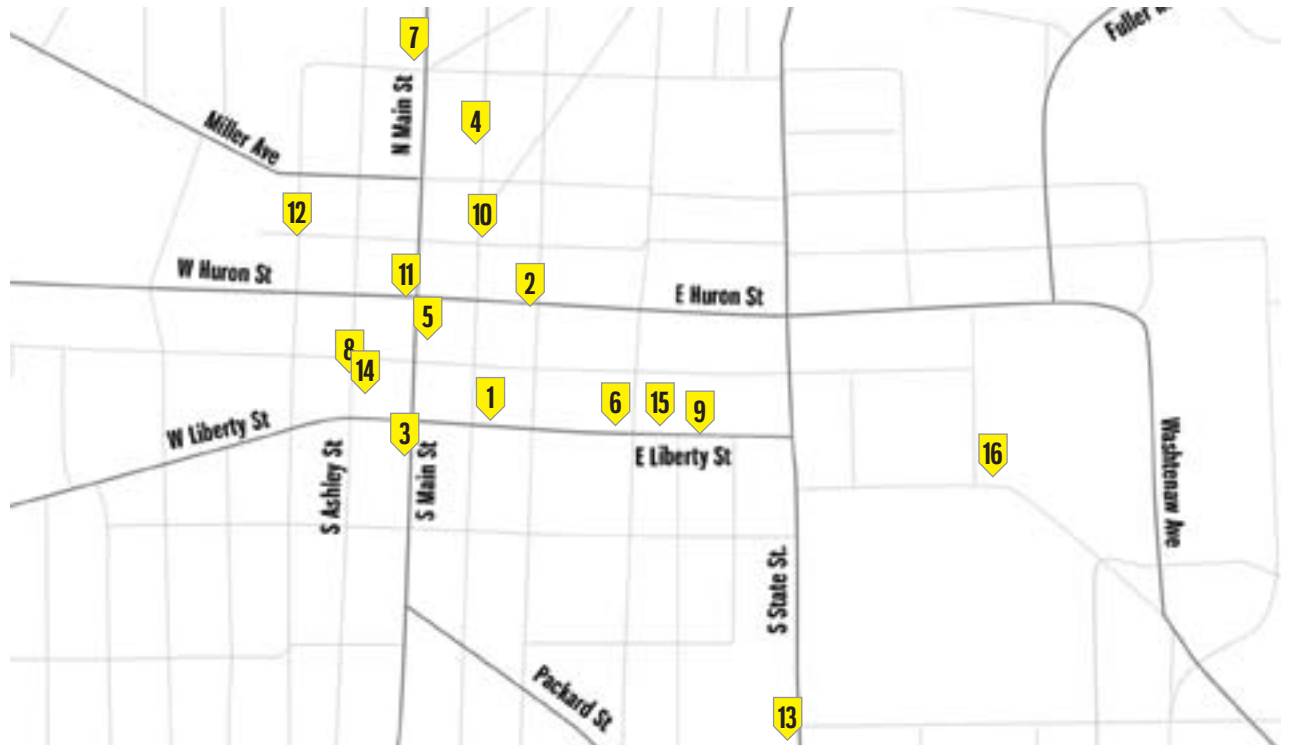 7
Fuller
N Main St
4
Miller Ave
12
10
11
W Huron St
2
E Huron St
5
8
14
1
6
15
9
3
W Liberty St
E Liberty St
S Ashley St
S Main St
16
Washtenaw Ave
S State St.
Packard St
13